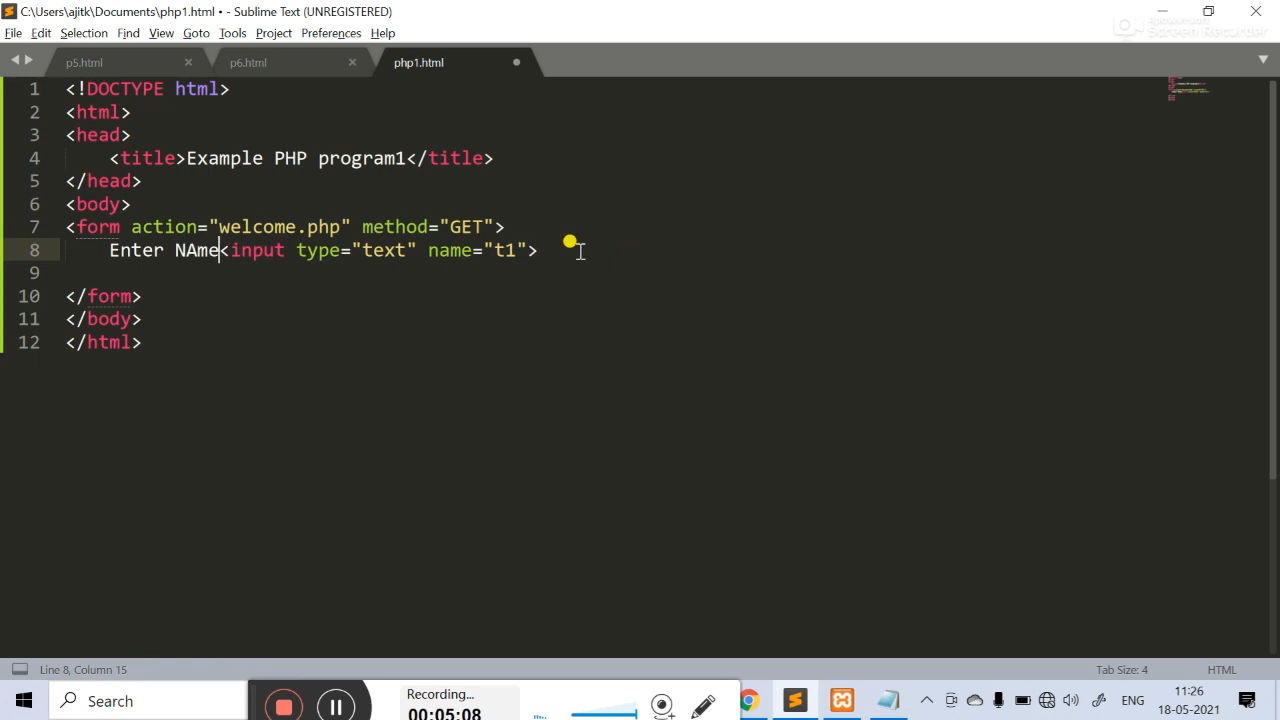 C:\Users\ajitk\Documents\php1.html • - Sublime Text (UNREGISTERED)
Apowersoft
Screen Recorder
File Edit Selection Find View Goto Tools Project Preferences Help
p5.html
p6.html
php1.html
1 <!DOCTYPE html>
2 <html>
3 <head>
4 <title>Example PHP program1</title>
5 </head>
6 <body>
7 <form action="welcome.php" method="GET">
8 Enter NAme<input type="text" name="t1">
9
10 </form>
11 </body>
12 </html>
Line 8, Column 15
Tab Size: 4
HTML
Search
Recording...
00:05:08
ENG
11:26
18-05-2021